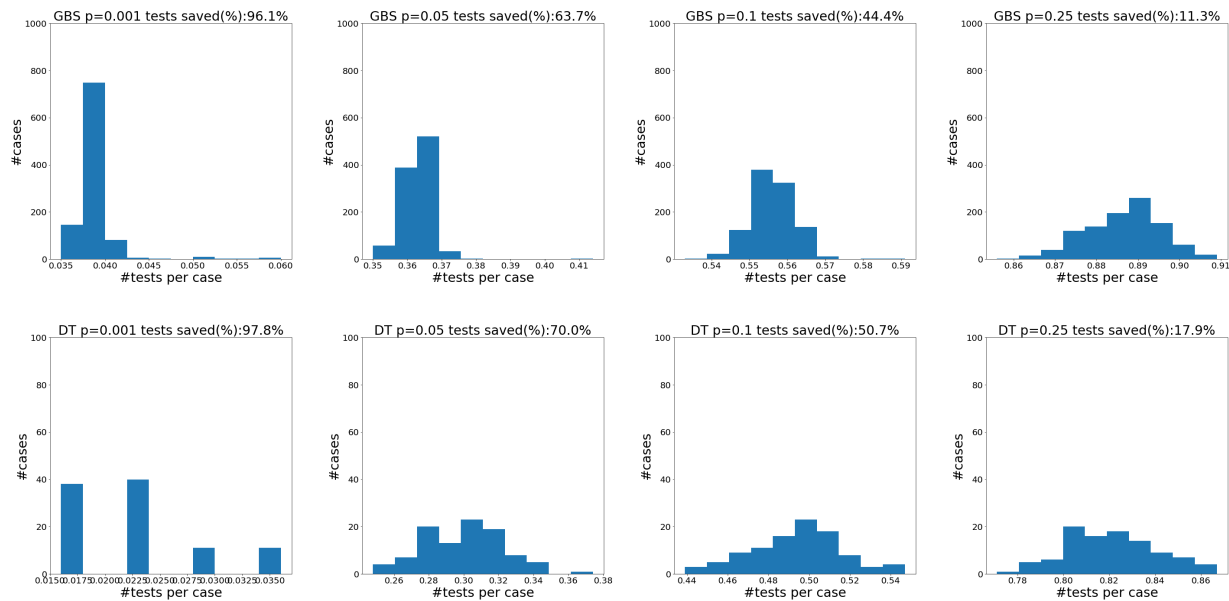 GBS p=0.001 tests saved(%):96.1%
1000
800
600
400
200
0
#cases
0.035 0.040 0.045 0.050 0.055 0.060
#tests per case
GBS p=0.05 tests saved(%):63.7%
1000
800
600
400
200
0
#cases
0.35 0.36 0.37 0.38 0.39 0.40 0.41
#tests per case
GBS p=0.1 tests saved(%):44.4%
1000
800
600
400
200
0
#cases
0.54 0.55 0.56 0.57 0.58 0.59
#tests per case
GBS p=0.25 tests saved(%):11.3%
1000
800
600
400
200
0
#cases
0.86 0.87 0.88 0.89 0.90 0.91
#tests per case
DT p=0.001 tests saved(%):97.8%
100
80
60
40
20
0
#cases
0.0150 0.0175 0.0200 0.0225 0.0250 0.0275 0.0300 0.0325 0.0350
#tests per case
DT p=0.05 tests saved(%):70.0%
100
80
60
40
20
0
#cases
0.26 0.28 0.30 0.32 0.34 0.36 0.38
#tests per case
DT p=0.1 tests saved(%):50.7%
100
80
60
40
20
0
#cases
0.44 0.46 0.48 0.50 0.52 0.54
#tests per case
DT p=0.25 tests saved(%):17.9%
100
80
60
40
20
0
#cases
0.78 0.80 0.82 0.84 0.86
#tests per case